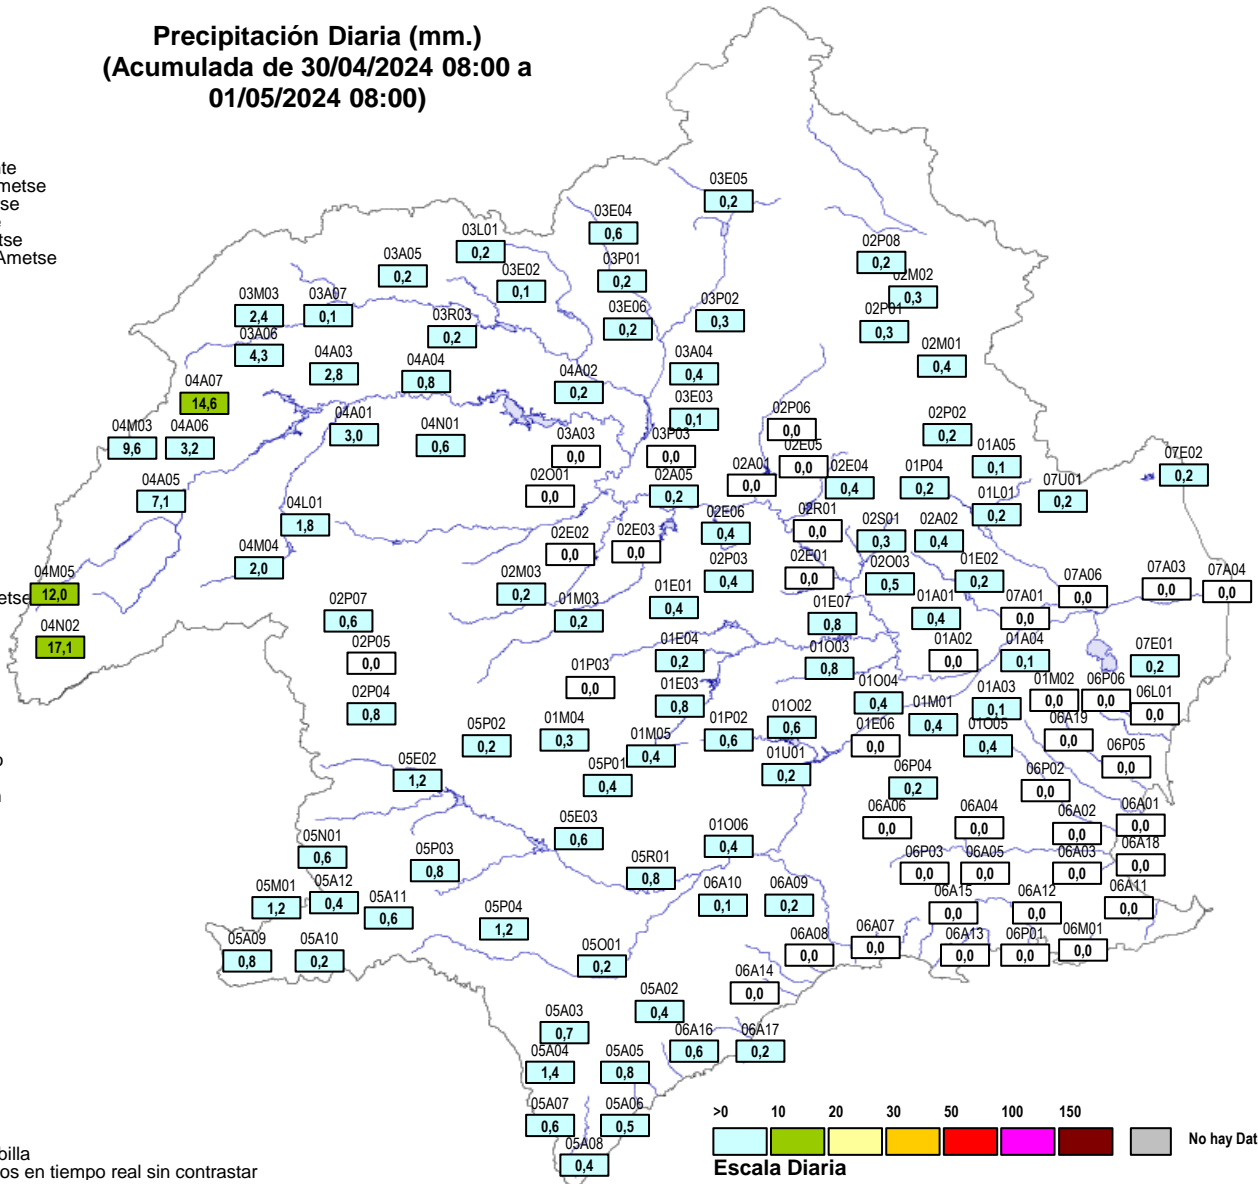 Precipitación Diaria (mm.)
(Acumulada de 30/04/2024 08:00 a
01/05/2024 08:00)
nte
metse
se
e
tse
Ametse
03E05
0,2
03E04
0,6
03L01
0,2
02P08
0,2
03A05
0,2
03P01
0,2
03E02
0,1
02M02
0,3
03M03
2,4
03A07
0,1
03P02
0,3
03E06
0,2
02P01
0,3
03R03
0,2
03A06
4,3
02M01
0,4
04A03
2,8
04A04
0,8
03A04
0,4
04A02
0,2
04A07
14,6
03E03
0,1
02P06
0,0
04A01
3,0
02P02
0,2
04M03
9,6
04A06
3,2
04N01
0,6
03A03
0,0
03P03
0,0
02E05
0,0
01A05
0,1
07E02
0,2
02A01
0,0
02E04
0,4
01P04
0,2
02O01
0,0
02A05
0,2
07U01
0,2
04A05
7,1
01L01
0,2
04L01
1,8
02R01
0,0
02E06
0,4
02S01
0,3
02A02
0,4
02E02
0,0
02E03
0,0
04M04
2,0
02P03
0,4
02E01
0,0
02O03
0,5
01E02
0,2
07A03
0,0
07A04
0,0
04M05
12,0
etse
02M03
0,2
01E01
0,4
07A06
0,0
01M03
0,2
01E07
0,8
01A01
0,4
07A01
0,0
02P07
0,6
04N02
17,1
02P05
0,0
01E04
0,2
01O03
0,8
01A02
0,0
01A04
0,1
07E01
0,2
01P03
0,0
01E03
0,8
01O04
0,4
01A03
0,1
01M02
0,0
06P06
0,0
06L01
0,0
02P04
0,8
01O02
0,6
01M01
0,4
05P02
0,2
01M04
0,3
01P02
0,6
01E06
0,0
01O05
0,4
06A19
0,0
01M05
0,4
06P05
0,0
05E02
1,2
05P01
0,4
01U01
0,2
06P04
0,2
06P02
0,0
05E03
0,6
06A06
0,0
06A04
0,0
06A02
0,0
06A01
0,0
05N01
0,6
01O06
0,4
05P03
0,8
05R01
0,8
06P03
0,0
06A05
0,0
06A03
0,0
06A18
0,0
05M01
1,2
05A12
0,4
05A11
0,6
06A10
0,1
06A09
0,2
06A15
0,0
06A12
0,0
06A11
0,0
05P04
1,2
05A09
0,8
05A10
0,2
05O01
0,2
06A08
0,0
06A07
0,0
06A13
0,0
06P01
0,0
06M01
0,0
06A14
0,0
05A02
0,4
05A03
0,7
06A16
0,6
06A17
0,2
05A04
1,4
05A05
0,8
05A07
0,6
05A06
0,5
05A08
0,4
>0 10 20 30 50 100 150
No hay Dat
Escala Diaria
billa
os en tiempo real sin contrastar